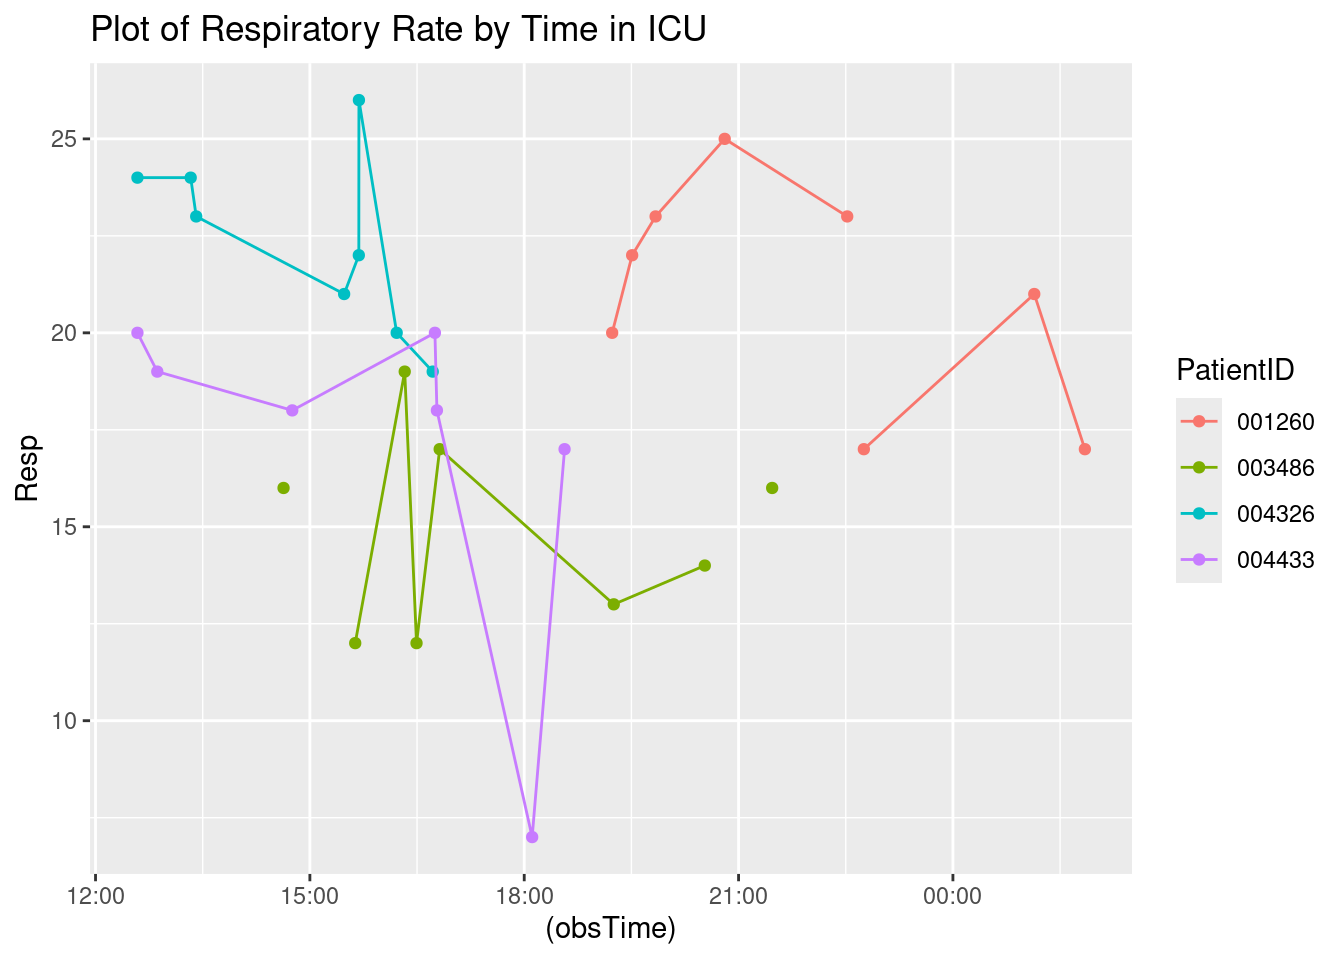 Plot of Respiratory Rate by Time in ICU
25
20
15
10
Resp
12:00 15:00 18:00 21:00 00:00
(obsTime)
PatientID
001260
003486
004326
004433